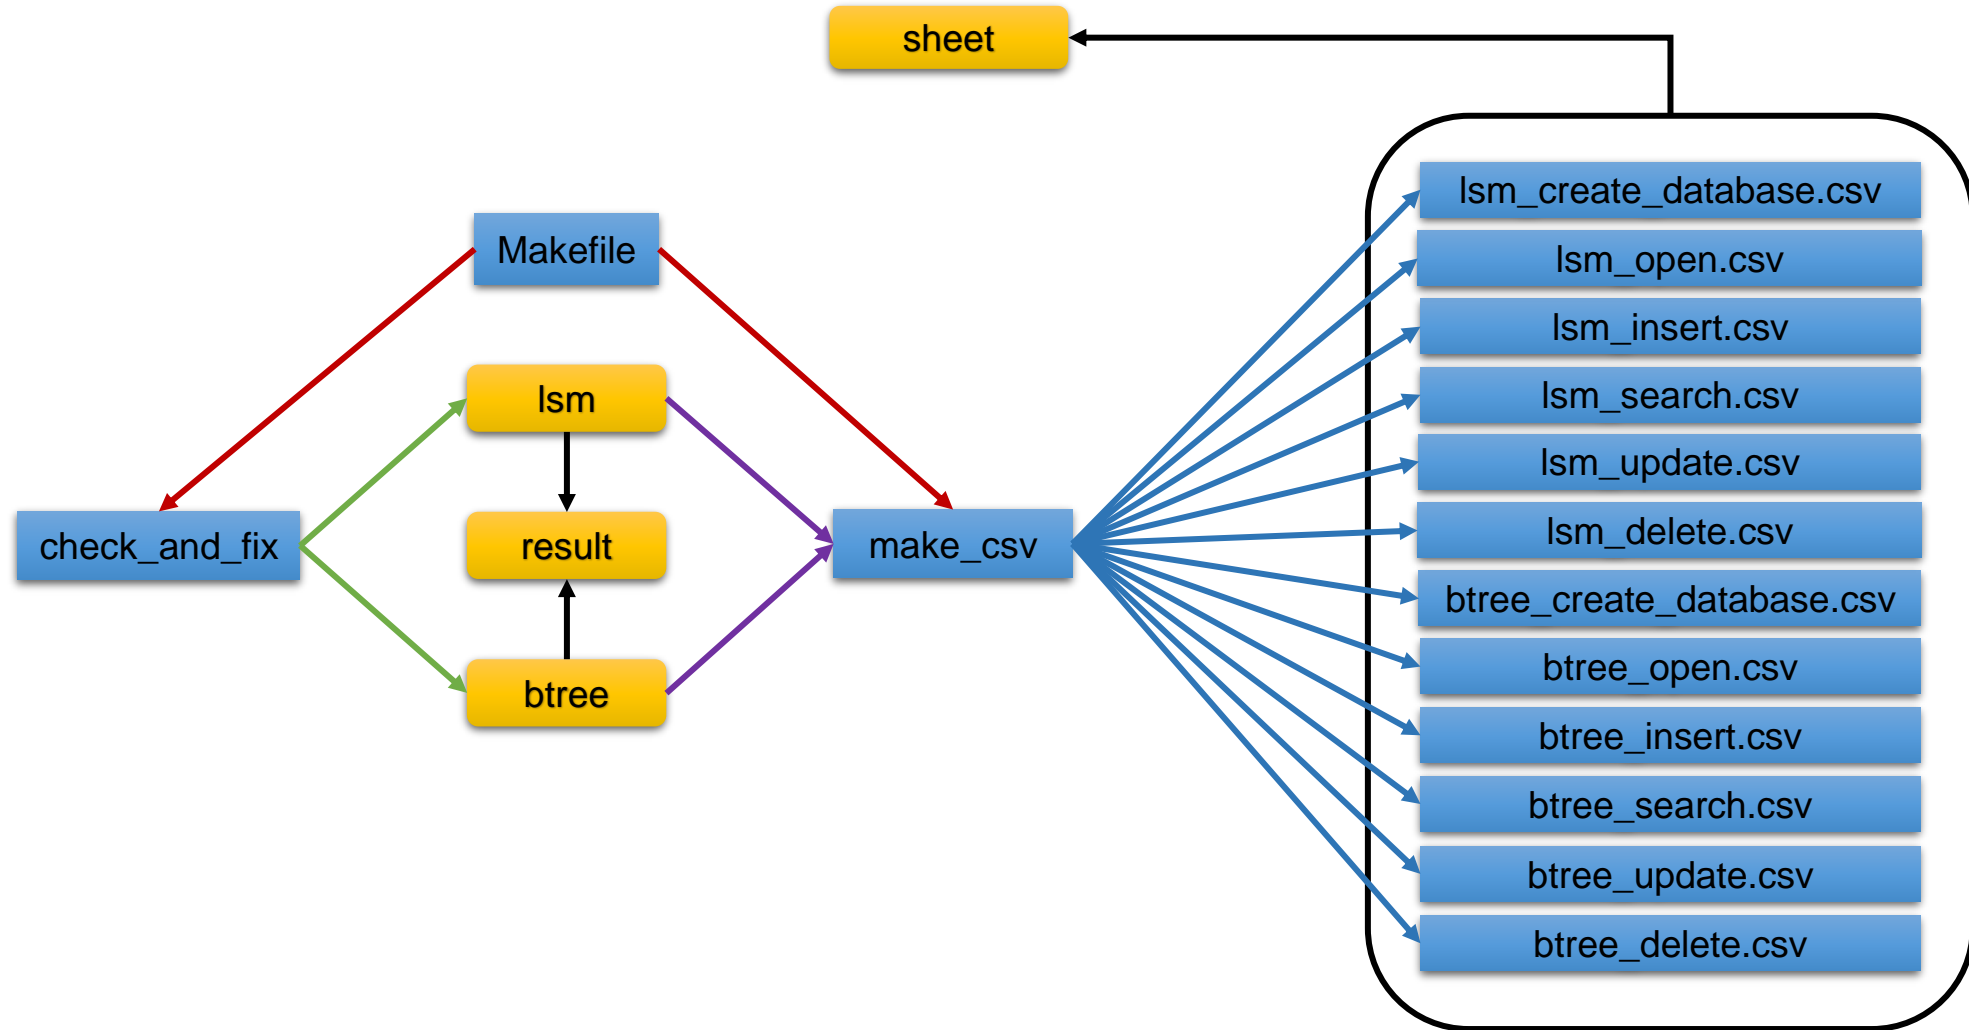 sheet
Makefile
lsm
check_and_fix
result
make_csv
btree
lsm_create_database.csv
lsm_open.csv
lsm_insert.csv
lsm_search.csv
lsm_update.csv
lsm_delete.csv
btree_create_database.csv
btree_open.csv
btree_insert.csv
btree_search.csv
btree_update.csv
btree_delete.csv